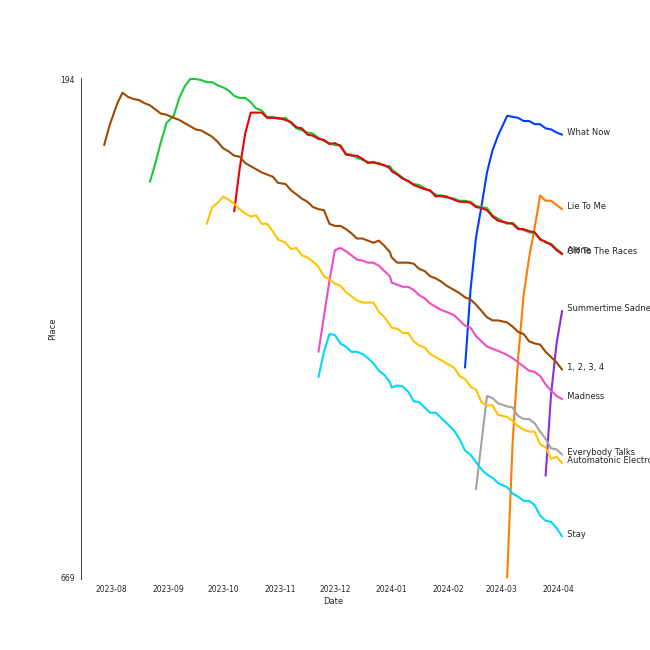 194
What Now
Lie To Me
Off To The Races
Place
Summertime Sadne
1, 2, 3, 4
Madness
Everybody Talks
Automatonic Electro
Stay
669
2023-08
2023-09
2023-10
2023-11
2023-12
2024-01
2024-02
2024-03
2024-04
Date